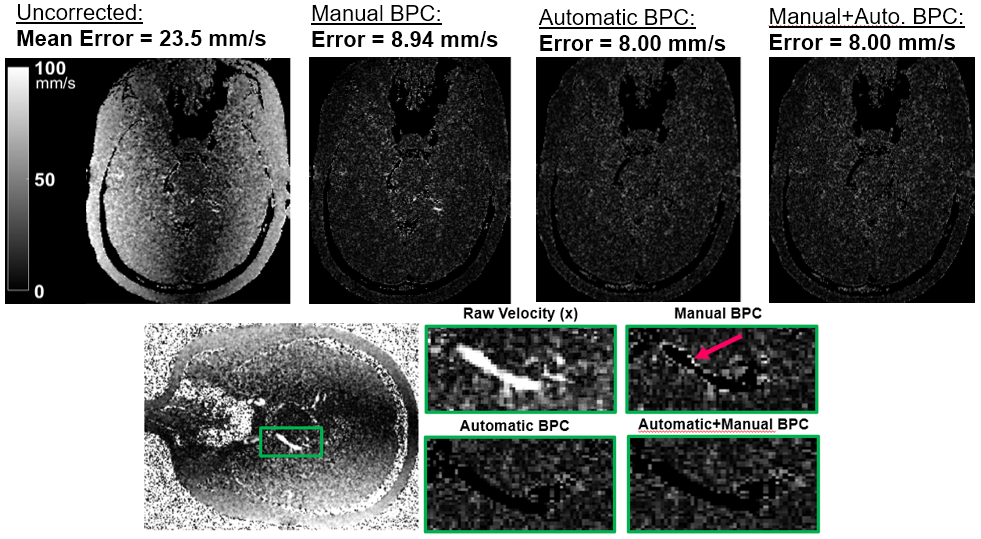 Uncorrected:
Mean Error = 23.5 mm/s
Manual BPC:
Error = 8.94 mm/s
Automatic BPC:
Error = 8.00 mm/s
Manual+Auto. BPC:
Error = 8.00 mm/s
100
mm/s
50
0
Raw Velocity (x)
Manual BPC
Automatic BPC
Automatic+Manual BPC